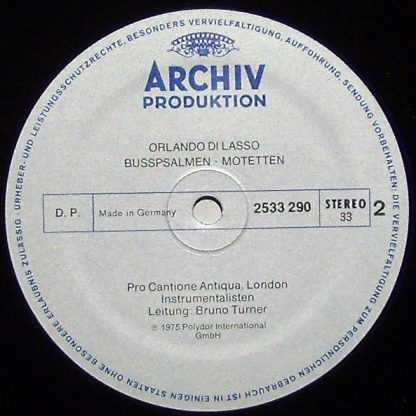 URHEBER- UND LEISTUNGSSCHUTZRECHTE, BESONDERS VERVIELFÄLTIGUNG, AUFFÜHRUNG, SENDUNG VORBEHALTEN: DIE VERVIELFÄLTIGUNG ZUM PERSÖNLICHEN GEBRAUCH IST IN EINIGEN STAATEN OHNE BESONDERE ERLAUBNIS ZULÄSSIG ·
ARCHIV
PRODUKTION
ORLANDO DI LASSO
BUSSPSALMEN · MOTETTEN
D. P. Made in Germany 2533 290 STEREO 33 2
Pro Cantione Antiqua, London
Instrumentalisten
Leitung: Bruno Turner
℗ 1975 Polydor International
GmbH